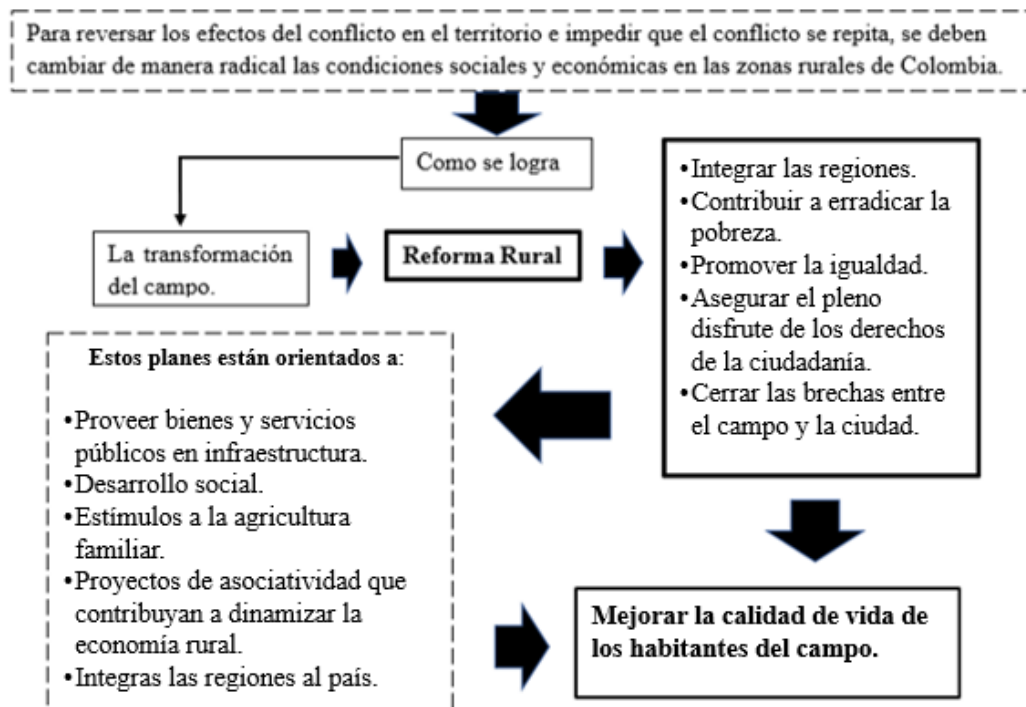 Para reversar los efectos del conflicto en el territorio e impedir que el conflicto se repita, se deben
cambiar de manera radical las condiciones sociales y económicas en las zonas rurales de Colombia.
Como se logra
La transformación
del campo.
Reforma Rural
•Integrar las regiones.
•Contribuir a erradicar la
pobreza.
•Promover la igualdad.
•Asegurar el pleno
disfrute de los derechos
de la ciudadanía.
•Cerrar las brechas entre
el campo y la ciudad.
Estos planes están orientados a:
•Proveer bienes y servicios
públicos en infraestructura.
•Desarrollo social.
•Estímulos a la agricultura
familiar.
•Proyectos de asociatividad que
contribuyan a dinamizar la
economía rural.
•Integras las regiones al país.
Mejorar la calidad de vida de
los habitantes del campo.